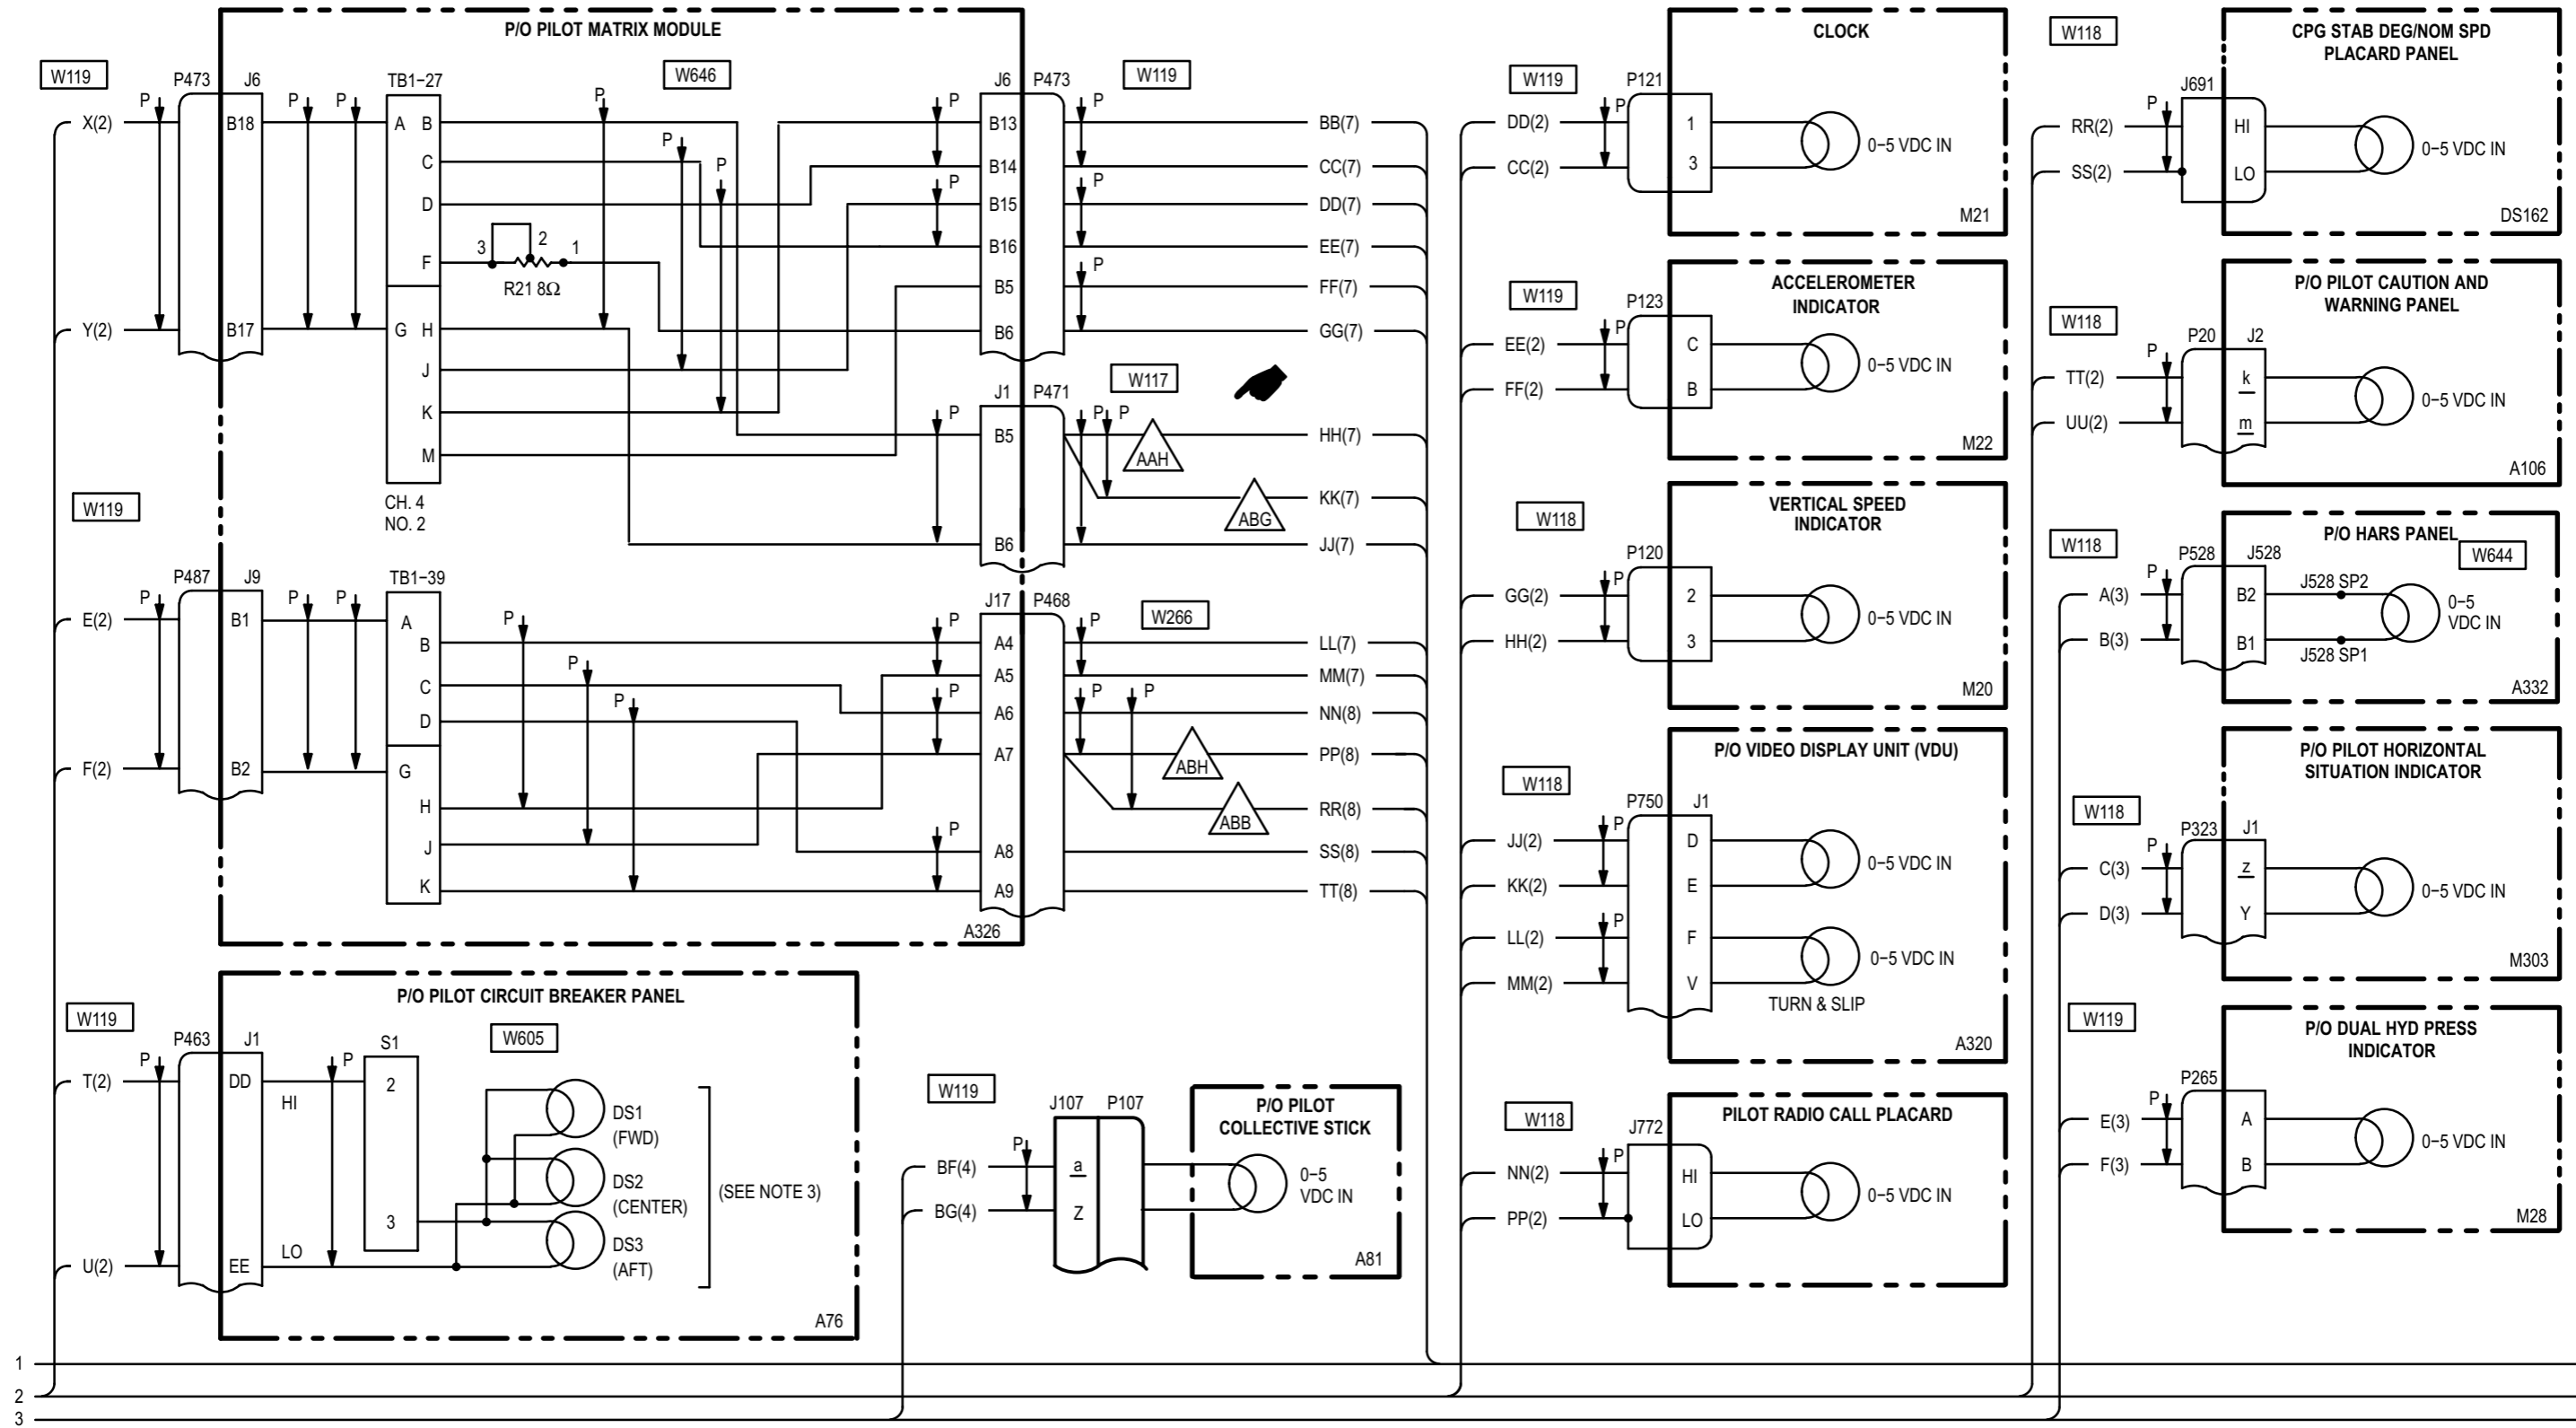 P/O PILOT MATRIX MODULE
W119
P473
J6
TB1-27
W646
J6
P473
W119
P
P
P
P
P
P
P
P
X(2)
B18
A
B
B13
BB(7)
C
B14
CC(7)
P
P
D
B15
DD(7)
3
2
1
B16
EE(7)
F
P
R21 8Ω
B5
FF(7)
Y(2)
B17
G
H
B6
GG(7)
J
J1
P471
W117
K
P
P
P
B5
AAH
HH(7)
M
CH. 4
NO. 2
ABG
KK(7)
B6
JJ(7)
W119
P487
J9
TB1-39
J17
P468
W266
P
P
P
P
P
P
E(2)
B1
A
B
A4
LL(7)
P
C
A5
MM(7)
P
P
P
P
D
A6
NN(8)
F(2)
B2
G
A7
ABH
PP(8)
H
ABB
RR(8)
P
J
A8
SS(8)
K
A9
TT(8)
A326
P/O PILOT CIRCUIT BREAKER PANEL
W119
P463
J1
S1
W605
P
P
T(2)
DD
HI
2
DS1
(FWD)
DS2
(CENTER)
(SEE NOTE 3)
3
DS3
(AFT)
U(2)
EE
LO
A76
W119
J107
P107
P/O PILOT
COLLECTIVE STICK
P
BF(4)
a
0-5
VDC IN
BG(4)
Z
A81
CLOCK
W119
P121
P
DD(2)
1
0-5 VDC IN
CC(2)
3
M21
ACCELEROMETER
INDICATOR
W119
P123
P
EE(2)
C
0-5 VDC IN
FF(2)
B
M22
VERTICAL SPEED
INDICATOR
W118
P120
P
GG(2)
2
0-5 VDC IN
HH(2)
3
M20
P/O VIDEO DISPLAY UNIT (VDU)
W118
P750
J1
P
JJ(2)
D
0-5 VDC IN
KK(2)
E
P
LL(2)
F
0-5 VDC IN
MM(2)
V
TURN & SLIP
A320
PILOT RADIO CALL PLACARD
W118
J772
P
NN(2)
HI
0-5 VDC IN
PP(2)
LO
CPG STAB DEG/NOM SPD
PLACARD PANEL
W118
J691
P
RR(2)
HI
0-5 VDC IN
SS(2)
LO
DS162
P/O PILOT CAUTION AND
WARNING PANEL
W118
P20
J2
P
TT(2)
k
0-5 VDC IN
UU(2)
m
A106
P/O HARS PANEL
W118
P528
J528
W644
P
J528 SP2
A(3)
B2
0-5
VDC IN
B(3)
B1
J528 SP1
A332
P/O PILOT HORIZONTAL
SITUATION INDICATOR
W118
P323
J1
P
C(3)
z
0-5 VDC IN
D(3)
Y
M303
P/O DUAL HYD PRESS
INDICATOR
W119
P265
P
E(3)
A
0-5 VDC IN
F(3)
B
M28
1
2
3